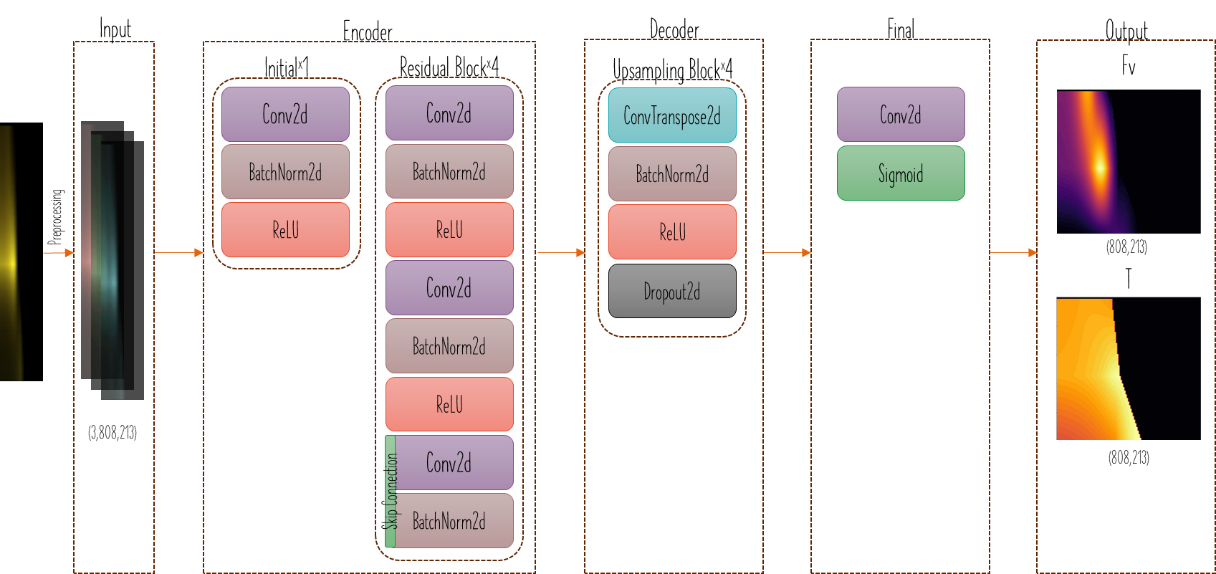 Input
Encoder
Decoder
Final
Output
Preprocessing
(3,808,213)
Initial×1
Conv2d
BatchNorm2d
ReLU
Residual Block×4
Conv2d
BatchNorm2d
ReLU
Conv2d
BatchNorm2d
ReLU
Skip Connection
Conv2d
BatchNorm2d
Upsampling Block×4
ConvTranspose2d
BatchNorm2d
ReLU
Dropout2d
Conv2d
Sigmoid
Fv
(808,213)
T
(808,213)